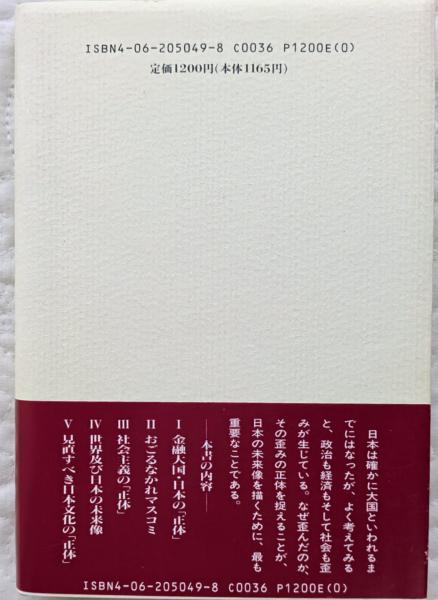 ISBN4-06-205049-8 C0036 P1200E(0)
定価1200円(本体1165円)
日本は確かに大国といわれるま
でにはなったが、よく考えてみる
と、政治も経済もそして社会も歪
みが生じている。なぜ歪んだのか、
その歪みの正体を捉えることが、
日本の未来像を描くために、最も
重要なことである。
――本書の内容――
I 金融大国・日本の「正体」
II おごるなかれマスコミ
III 社会主義の「正体」
IV 世界及び日本の未来像
V 見直すべき日本文化の「正体」
ISBN4-06-205049-8 C0036 P1200E(0)